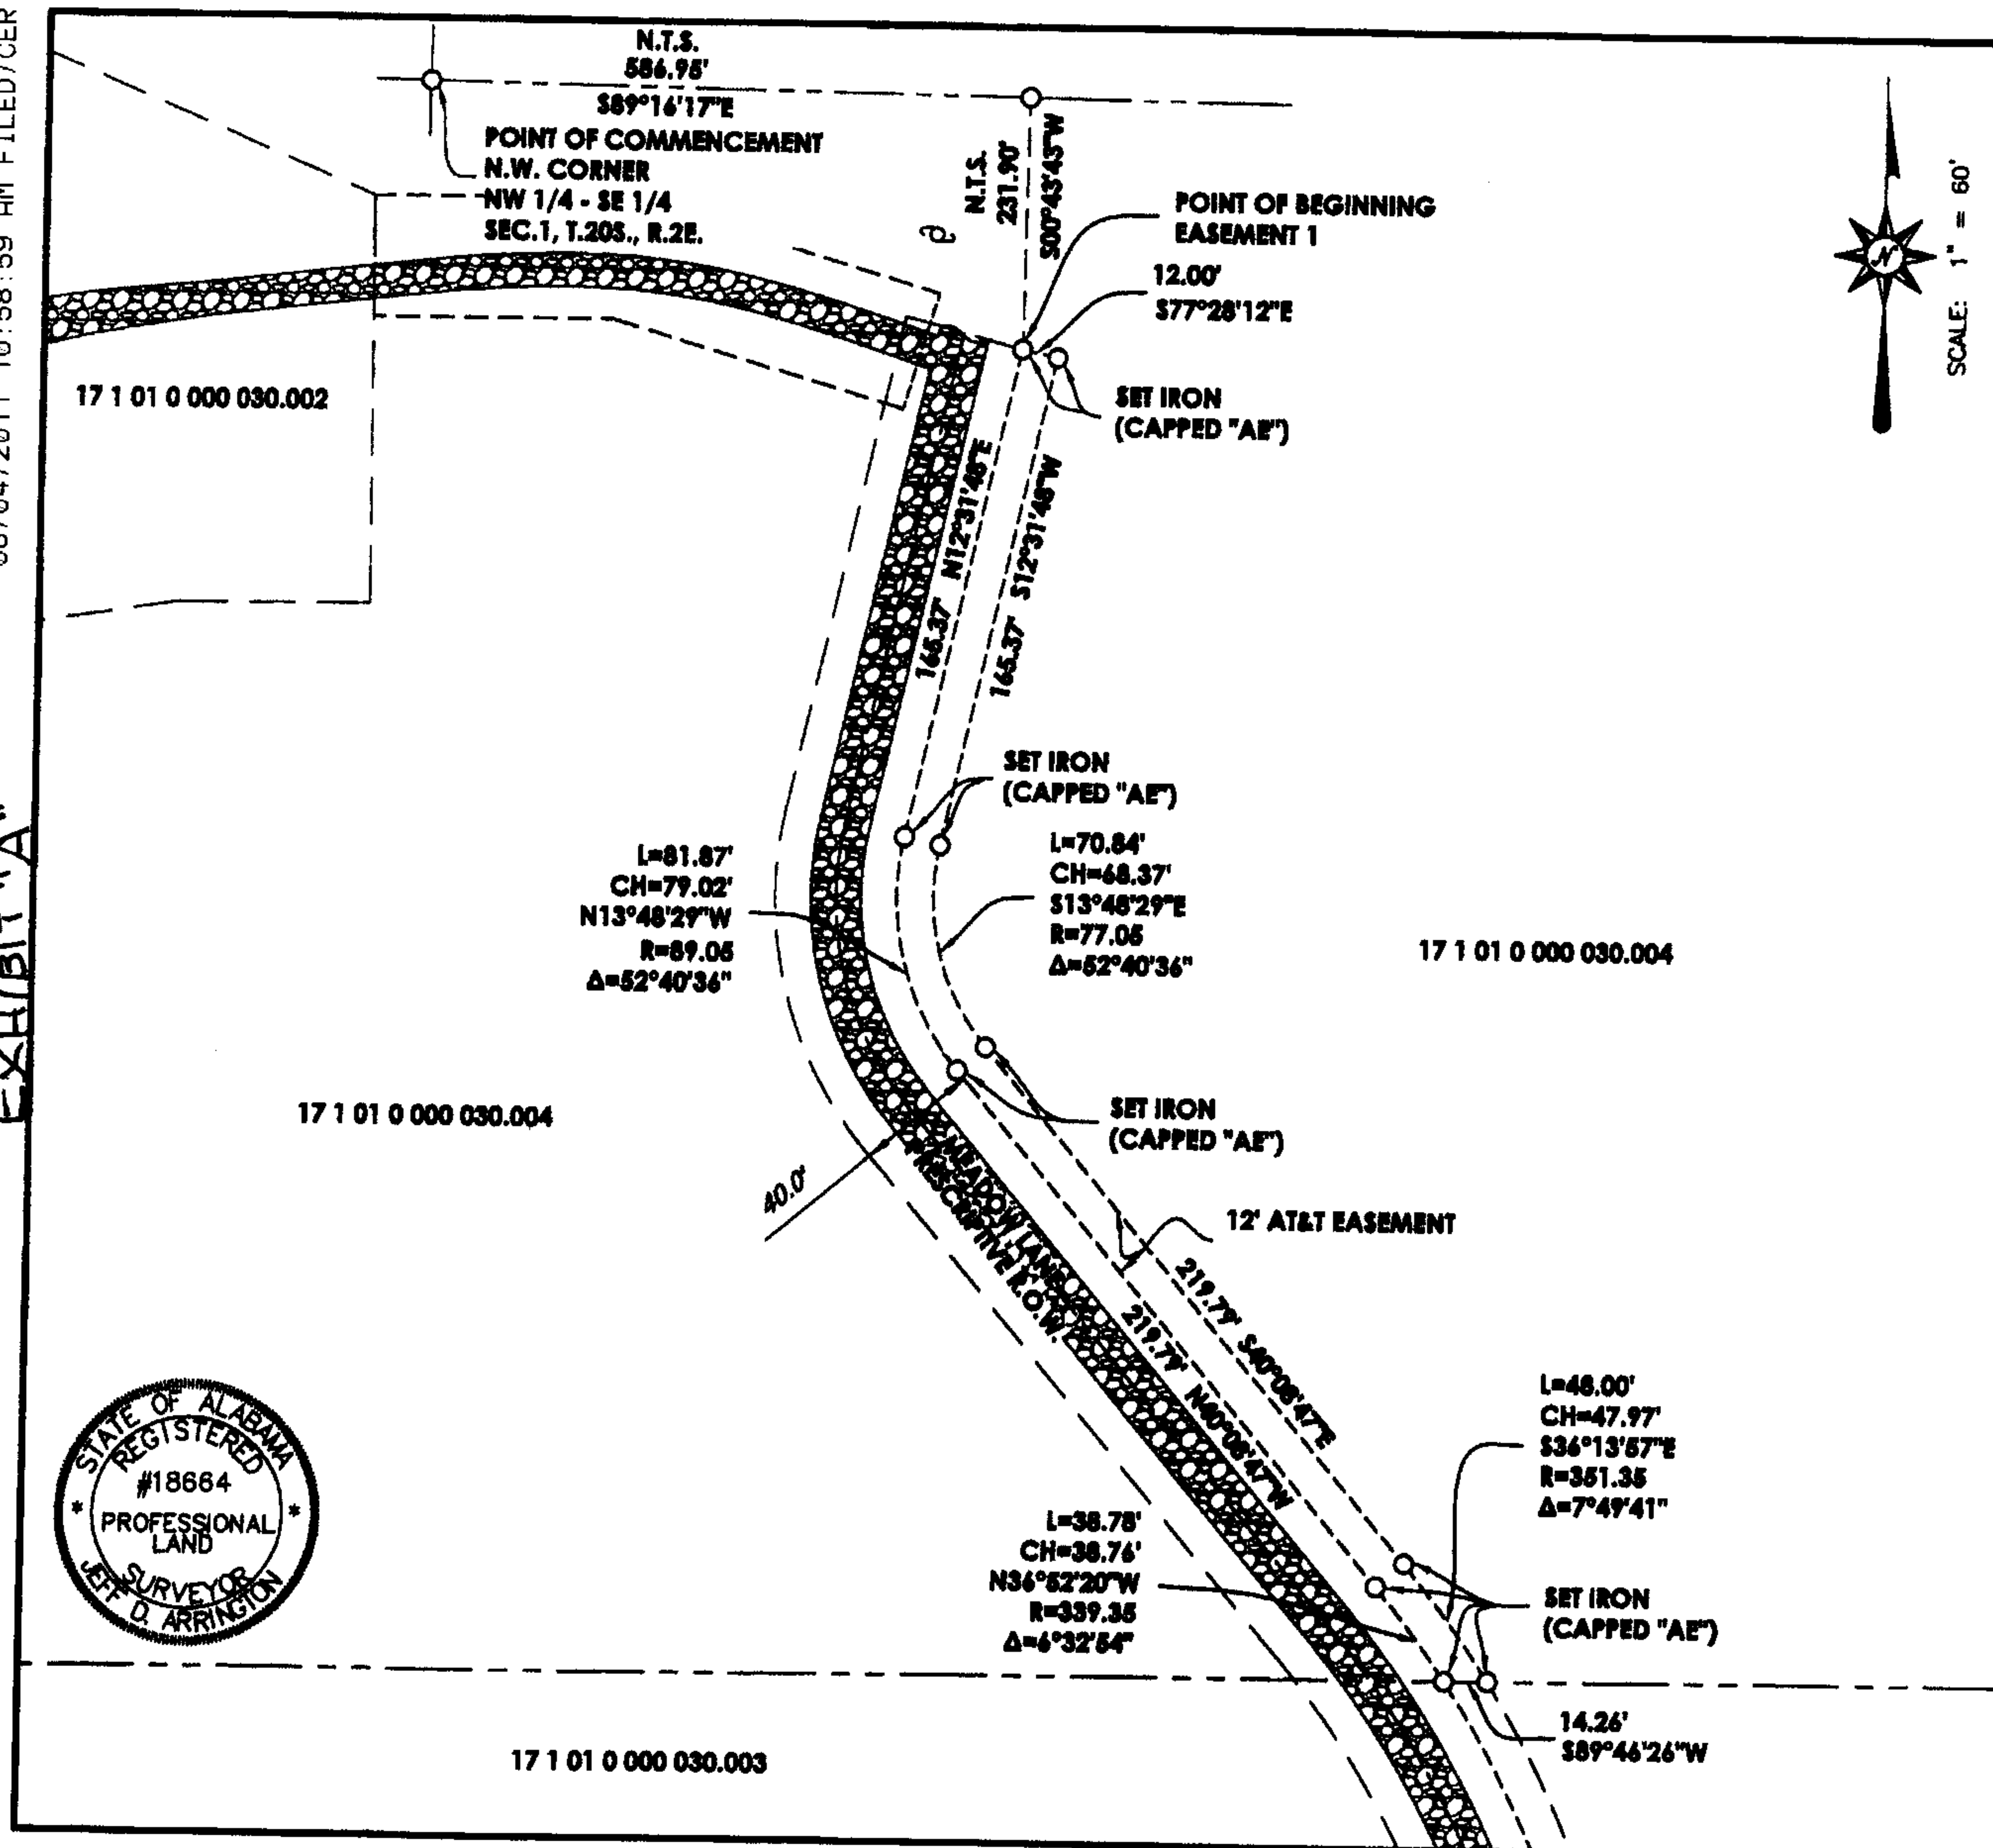 N.T.S.
586.95'
S89°16'17"E
POINT OF COMMENCEMENT
N.W. CORNER
NW 1/4 - SE 1/4
SEC.1, T.20S., R.2E.
N.T.S.
231.90'
S00°43'43"W
POINT OF BEGINNING
EASEMENT 1
12.00'
S77°28'12"E
SET IRON
(CAPPED "AE")
N
SCALE: 1" = 60'
17 1 01 0 000 030.002
165.37' N12°31'48"E
165.37' S12°31'48"W
SET IRON
(CAPPED "AE")
L=81.87'
CH=79.02'
N13°48'29"W
R=89.05
Δ=52°40'36"
L=70.84'
CH=68.37'
S13°48'29"E
R=77.05
Δ=52°40'36"
17 1 01 0 000 030.004
EXHIBIT "A"
17 1 01 0 000 030.004
SET IRON
(CAPPED "AE")
40.0'
MEADOW LANE
PRESCRIPTIVE R.O.W.
12' AT&T EASEMENT
219.79' S40°08'47"E
219.79' N40°08'47"W
L=48.00'
CH=47.97'
S36°13'57"E
R=351.35
Δ=7°49'41"
L=38.78'
CH=38.76'
N36°52'20"W
R=339.35
Δ=6°32'54"
SET IRON
(CAPPED "AE")
14.26'
S89°46'26"W
STATE OF ALABAMA
REGISTERED
#18664
PROFESSIONAL
LAND
SURVEYOR
JEFF D. ARRINGTON
17 1 01 0 000 030.003